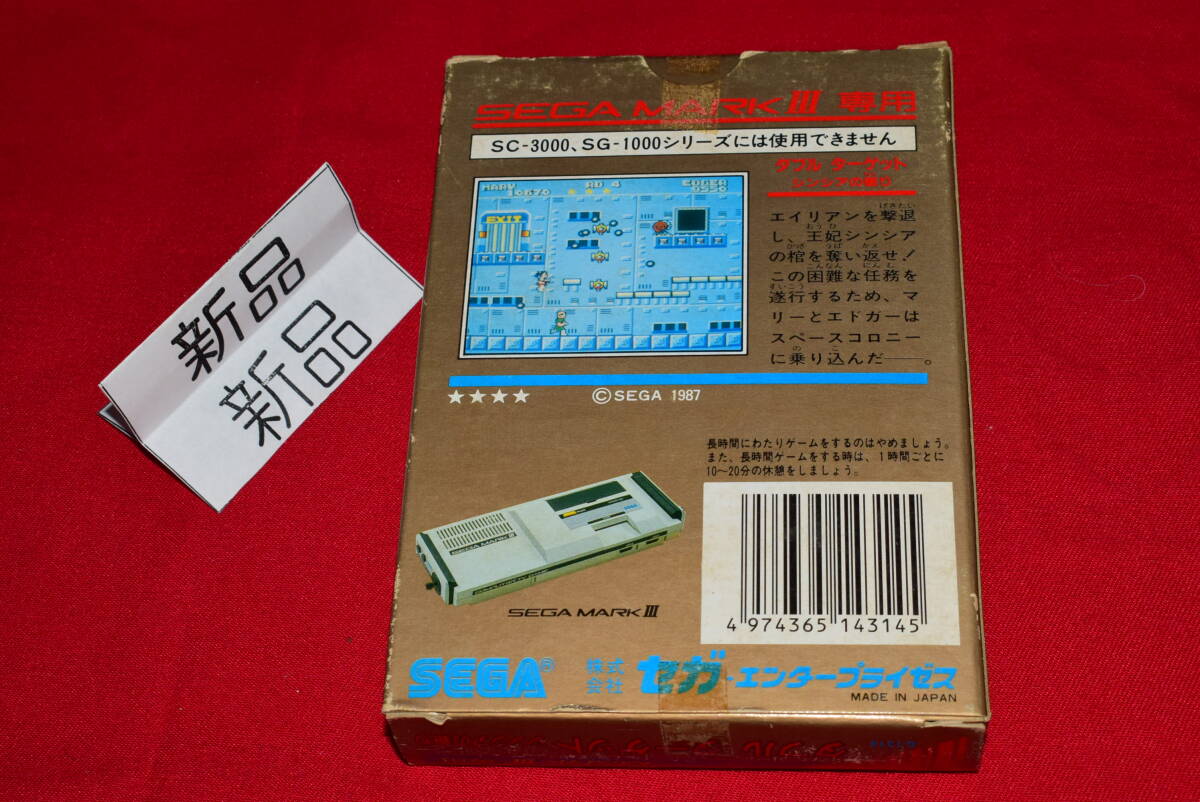 新品
新品
SEGA MARK III 専用
SC-3000、SG-1000シリーズには使用できません
ダブル ターゲット
シンシアの眠り
MARY RD 4 EDGER
10870 9550
EXIT
エイリアンを撃退
し、王妃シンシア
の棺を奪い返せ!
この困難な任務を
遂行するため、マ
リーとエドガーは
スペースコロニー
に乗り込んだ──。
★★★★ ©SEGA 1987
長時間にわたりゲームをするのはやめましょう。
また、長時間ゲームをする時は、1時間ごとに
10〜20分の休憩をしましょう。
SEGA MARK III
SEGA MARK III
4 974365 143145
SEGA® 株式会社 セガ・エンタープライゼス
MADE IN JAPAN